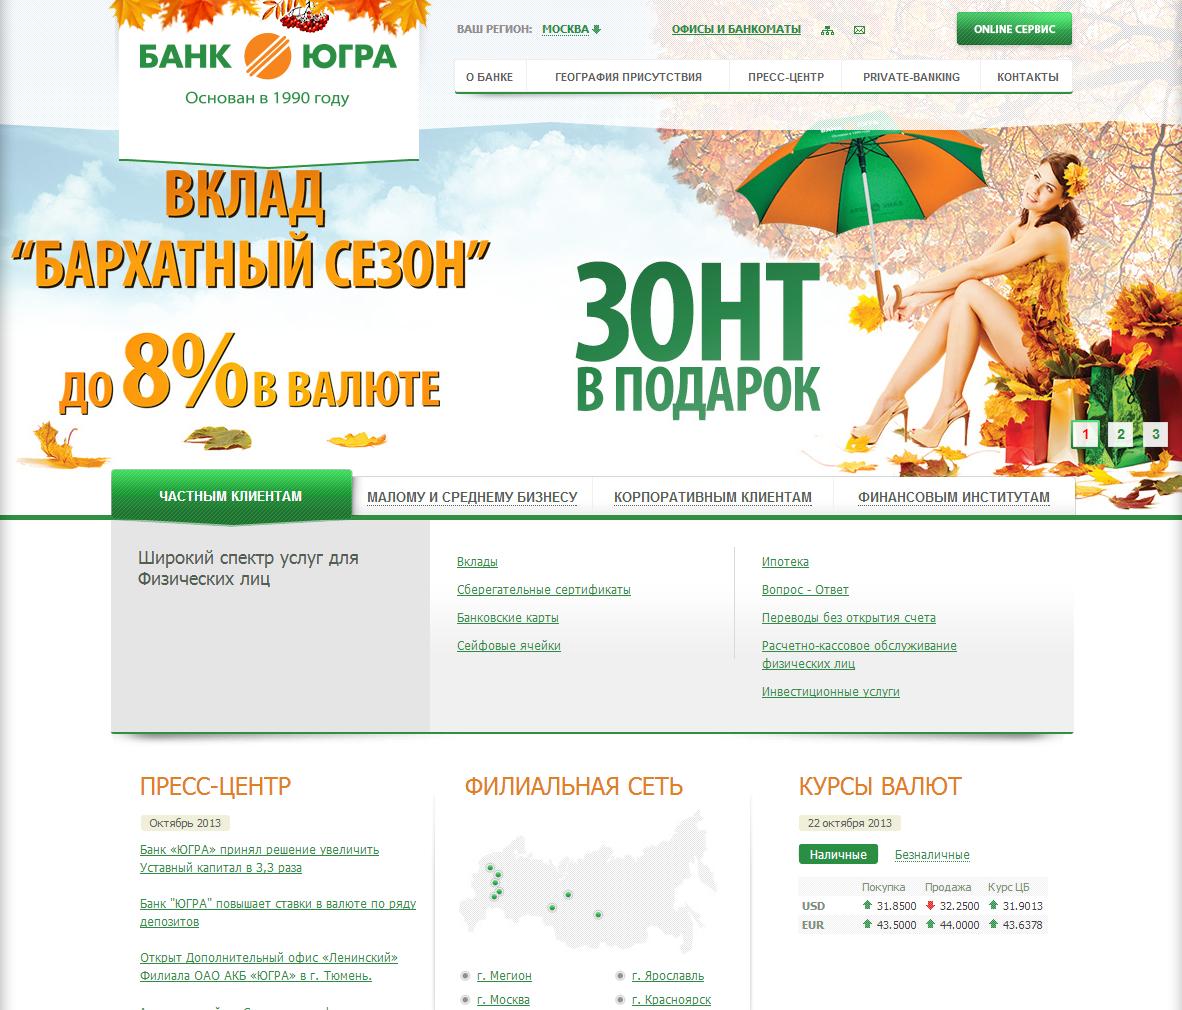 БАНК ЮГРА
Основан в 1990 году
ВАШ РЕГИОН: МОСКВА
ОФИСЫ И БАНКОМАТЫ
ONLINE СЕРВИС
О БАНКЕ ГЕОГРАФИЯ ПРИСУТСТВИЯ ПРЕСС-ЦЕНТР PRIVATE-BANKING КОНТАКТЫ
ВКЛАД
“БАРХАТНЫЙ СЕЗОН”
ДО 8% В ВАЛЮТЕ
БАНК ЮГРА
ЗОНТ
В ПОДАРОК
1 2 3
ЧАСТНЫМ КЛИЕНТАМ МАЛОМУ И СРЕДНЕМУ БИЗНЕСУ КОРПОРАТИВНЫМ КЛИЕНТАМ ФИНАНСОВЫМ ИНСТИТУТАМ
Широкий спектр услуг для
Физических лиц
Вклады
Сберегательные сертификаты
Банковские карты
Сейфовые ячейки
Ипотека
Вопрос - Ответ
Переводы без открытия счета
Расчетно-кассовое обслуживание
физических лиц
Инвестиционные услуги
ПРЕСС-ЦЕНТР
Октябрь 2013
Банк «ЮГРА» принял решение увеличить
Уставный капитал в 3,3 раза
Банк "ЮГРА" повышает ставки в валюте по ряду
депозитов
Открыт Дополнительный офис «Ленинский»
Филиала ОАО АКБ «ЮГРА» в г. Тюмень.
ФИЛИАЛЬНАЯ СЕТЬ
г. Мегион г. Ярославль
г. Москва г. Красноярск
КУРСЫ ВАЛЮТ
22 октября 2013
Наличные Безналичные
Покупка Продажа Курс ЦБ
USD 31.8500 32.2500 31.9013
EUR 43.5000 44.0000 43.6378